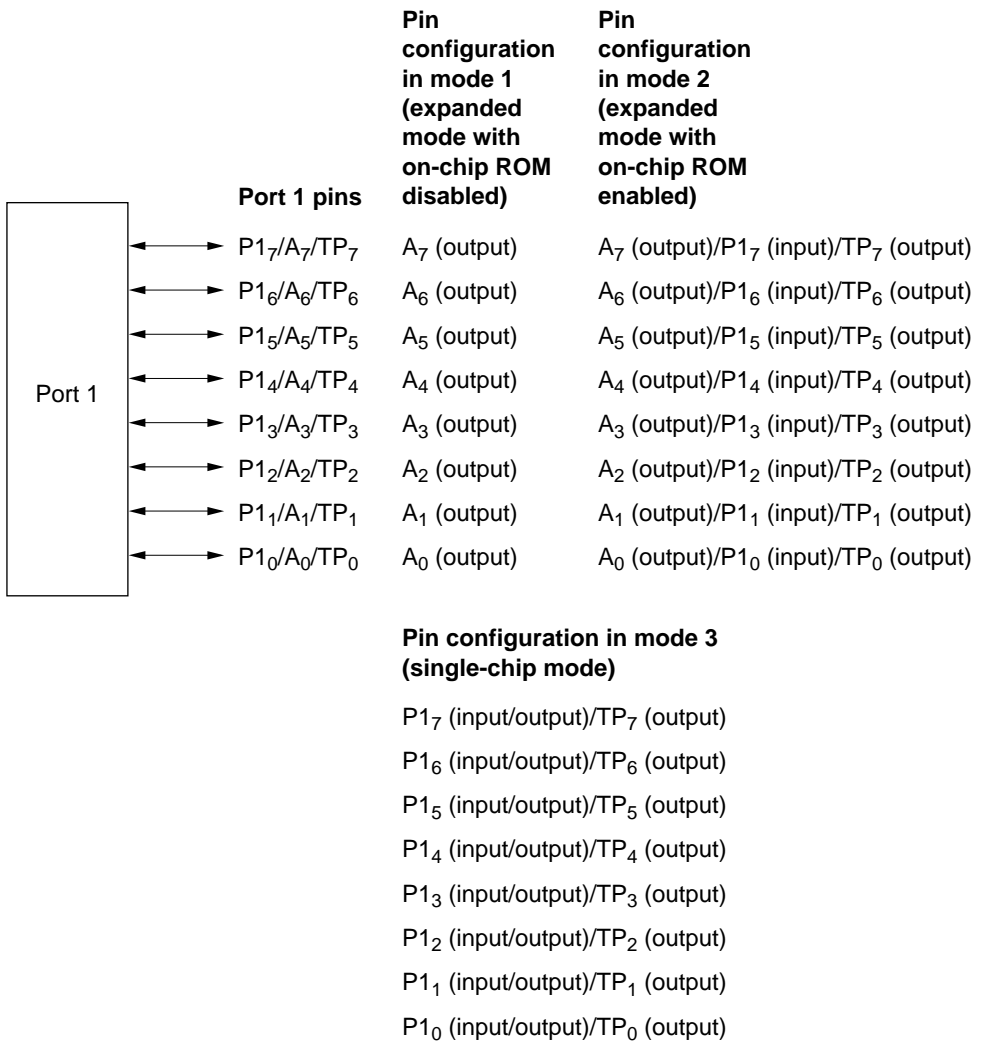 Pin configuration in mode 1 (expanded mode with on-chip ROM disabled)
Pin configuration in mode 2 (expanded mode with on-chip ROM enabled)
Port 1 pins
Port 1
P1₇/A₇/TP₇ A₇ (output) A₇ (output)/P1₇ (input)/TP₇ (output)
P1₆/A₆/TP₆ A₆ (output) A₆ (output)/P1₆ (input)/TP₆ (output)
P1₅/A₅/TP₅ A₅ (output) A₅ (output)/P1₅ (input)/TP₅ (output)
P1₄/A₄/TP₄ A₄ (output) A₄ (output)/P1₄ (input)/TP₄ (output)
P1₃/A₃/TP₃ A₃ (output) A₃ (output)/P1₃ (input)/TP₃ (output)
P1₂/A₂/TP₂ A₂ (output) A₂ (output)/P1₂ (input)/TP₂ (output)
P1₁/A₁/TP₁ A₁ (output) A₁ (output)/P1₁ (input)/TP₁ (output)
P1₀/A₀/TP₀ A₀ (output) A₀ (output)/P1₀ (input)/TP₀ (output)
Pin configuration in mode 3
(single-chip mode)
P1₇ (input/output)/TP₇ (output)
P1₆ (input/output)/TP₆ (output)
P1₅ (input/output)/TP₅ (output)
P1₄ (input/output)/TP₄ (output)
P1₃ (input/output)/TP₃ (output)
P1₂ (input/output)/TP₂ (output)
P1₁ (input/output)/TP₁ (output)
P1₀ (input/output)/TP₀ (output)